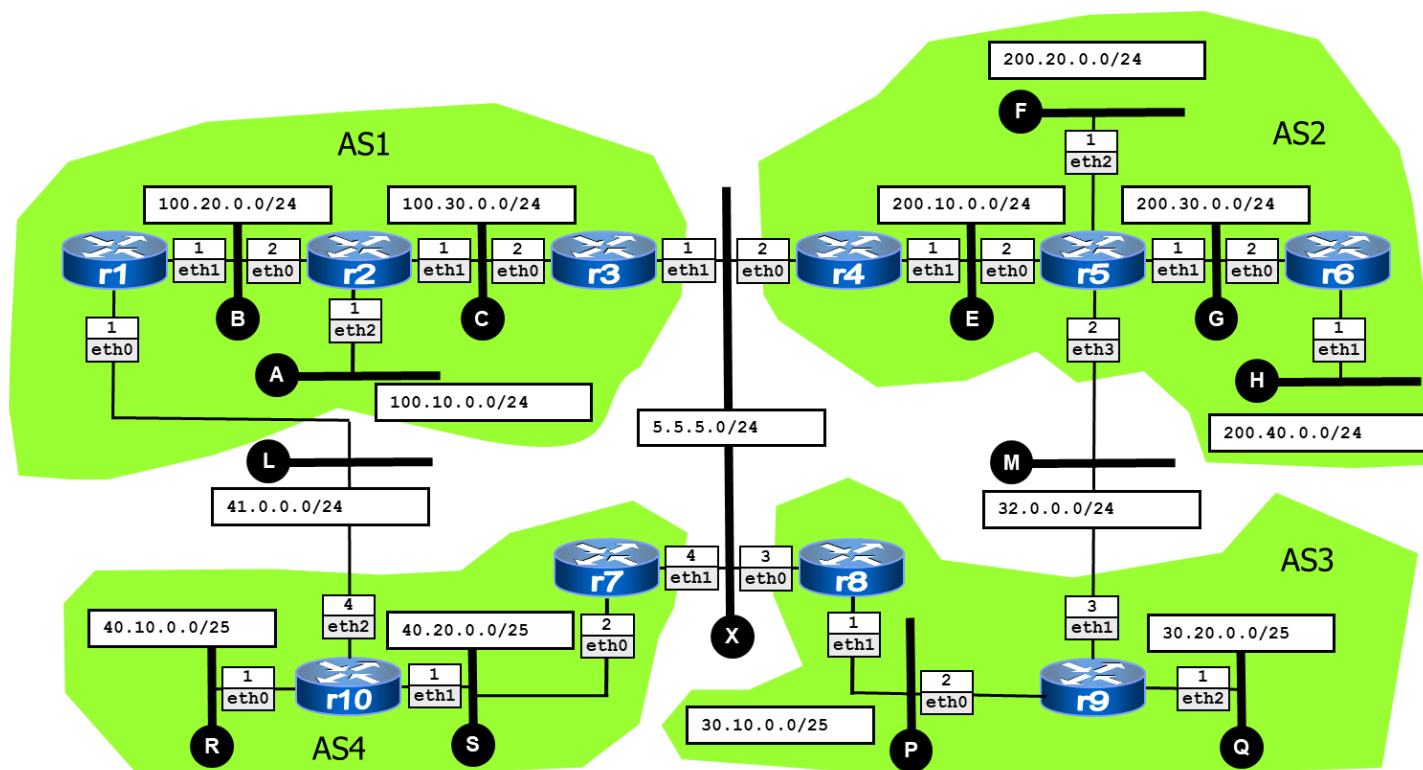 200.20.0.0/24
F
AS2
AS1
1
eth2
100.20.0.0/24
100.30.0.0/24
200.10.0.0/24
200.30.0.0/24
r1
1
eth1
2
eth0
r2
1
eth1
2
eth0
r3
1
eth1
2
eth0
r4
1
eth1
2
eth0
r5
1
eth1
2
eth0
r6
B
C
E
G
1
eth0
1
eth2
2
eth3
1
eth1
A
H
100.10.0.0/24
5.5.5.0/24
200.40.0.0/24
L
M
41.0.0.0/24
32.0.0.0/24
r7
4
eth1
3
eth0
r8
AS3
4
eth2
2
eth0
1
eth1
3
eth1
40.10.0.0/25
40.20.0.0/25
X
30.20.0.0/25
1
eth0
r10
1
eth1
2
eth0
r9
1
eth2
30.10.0.0/25
R
AS4
S
P
Q